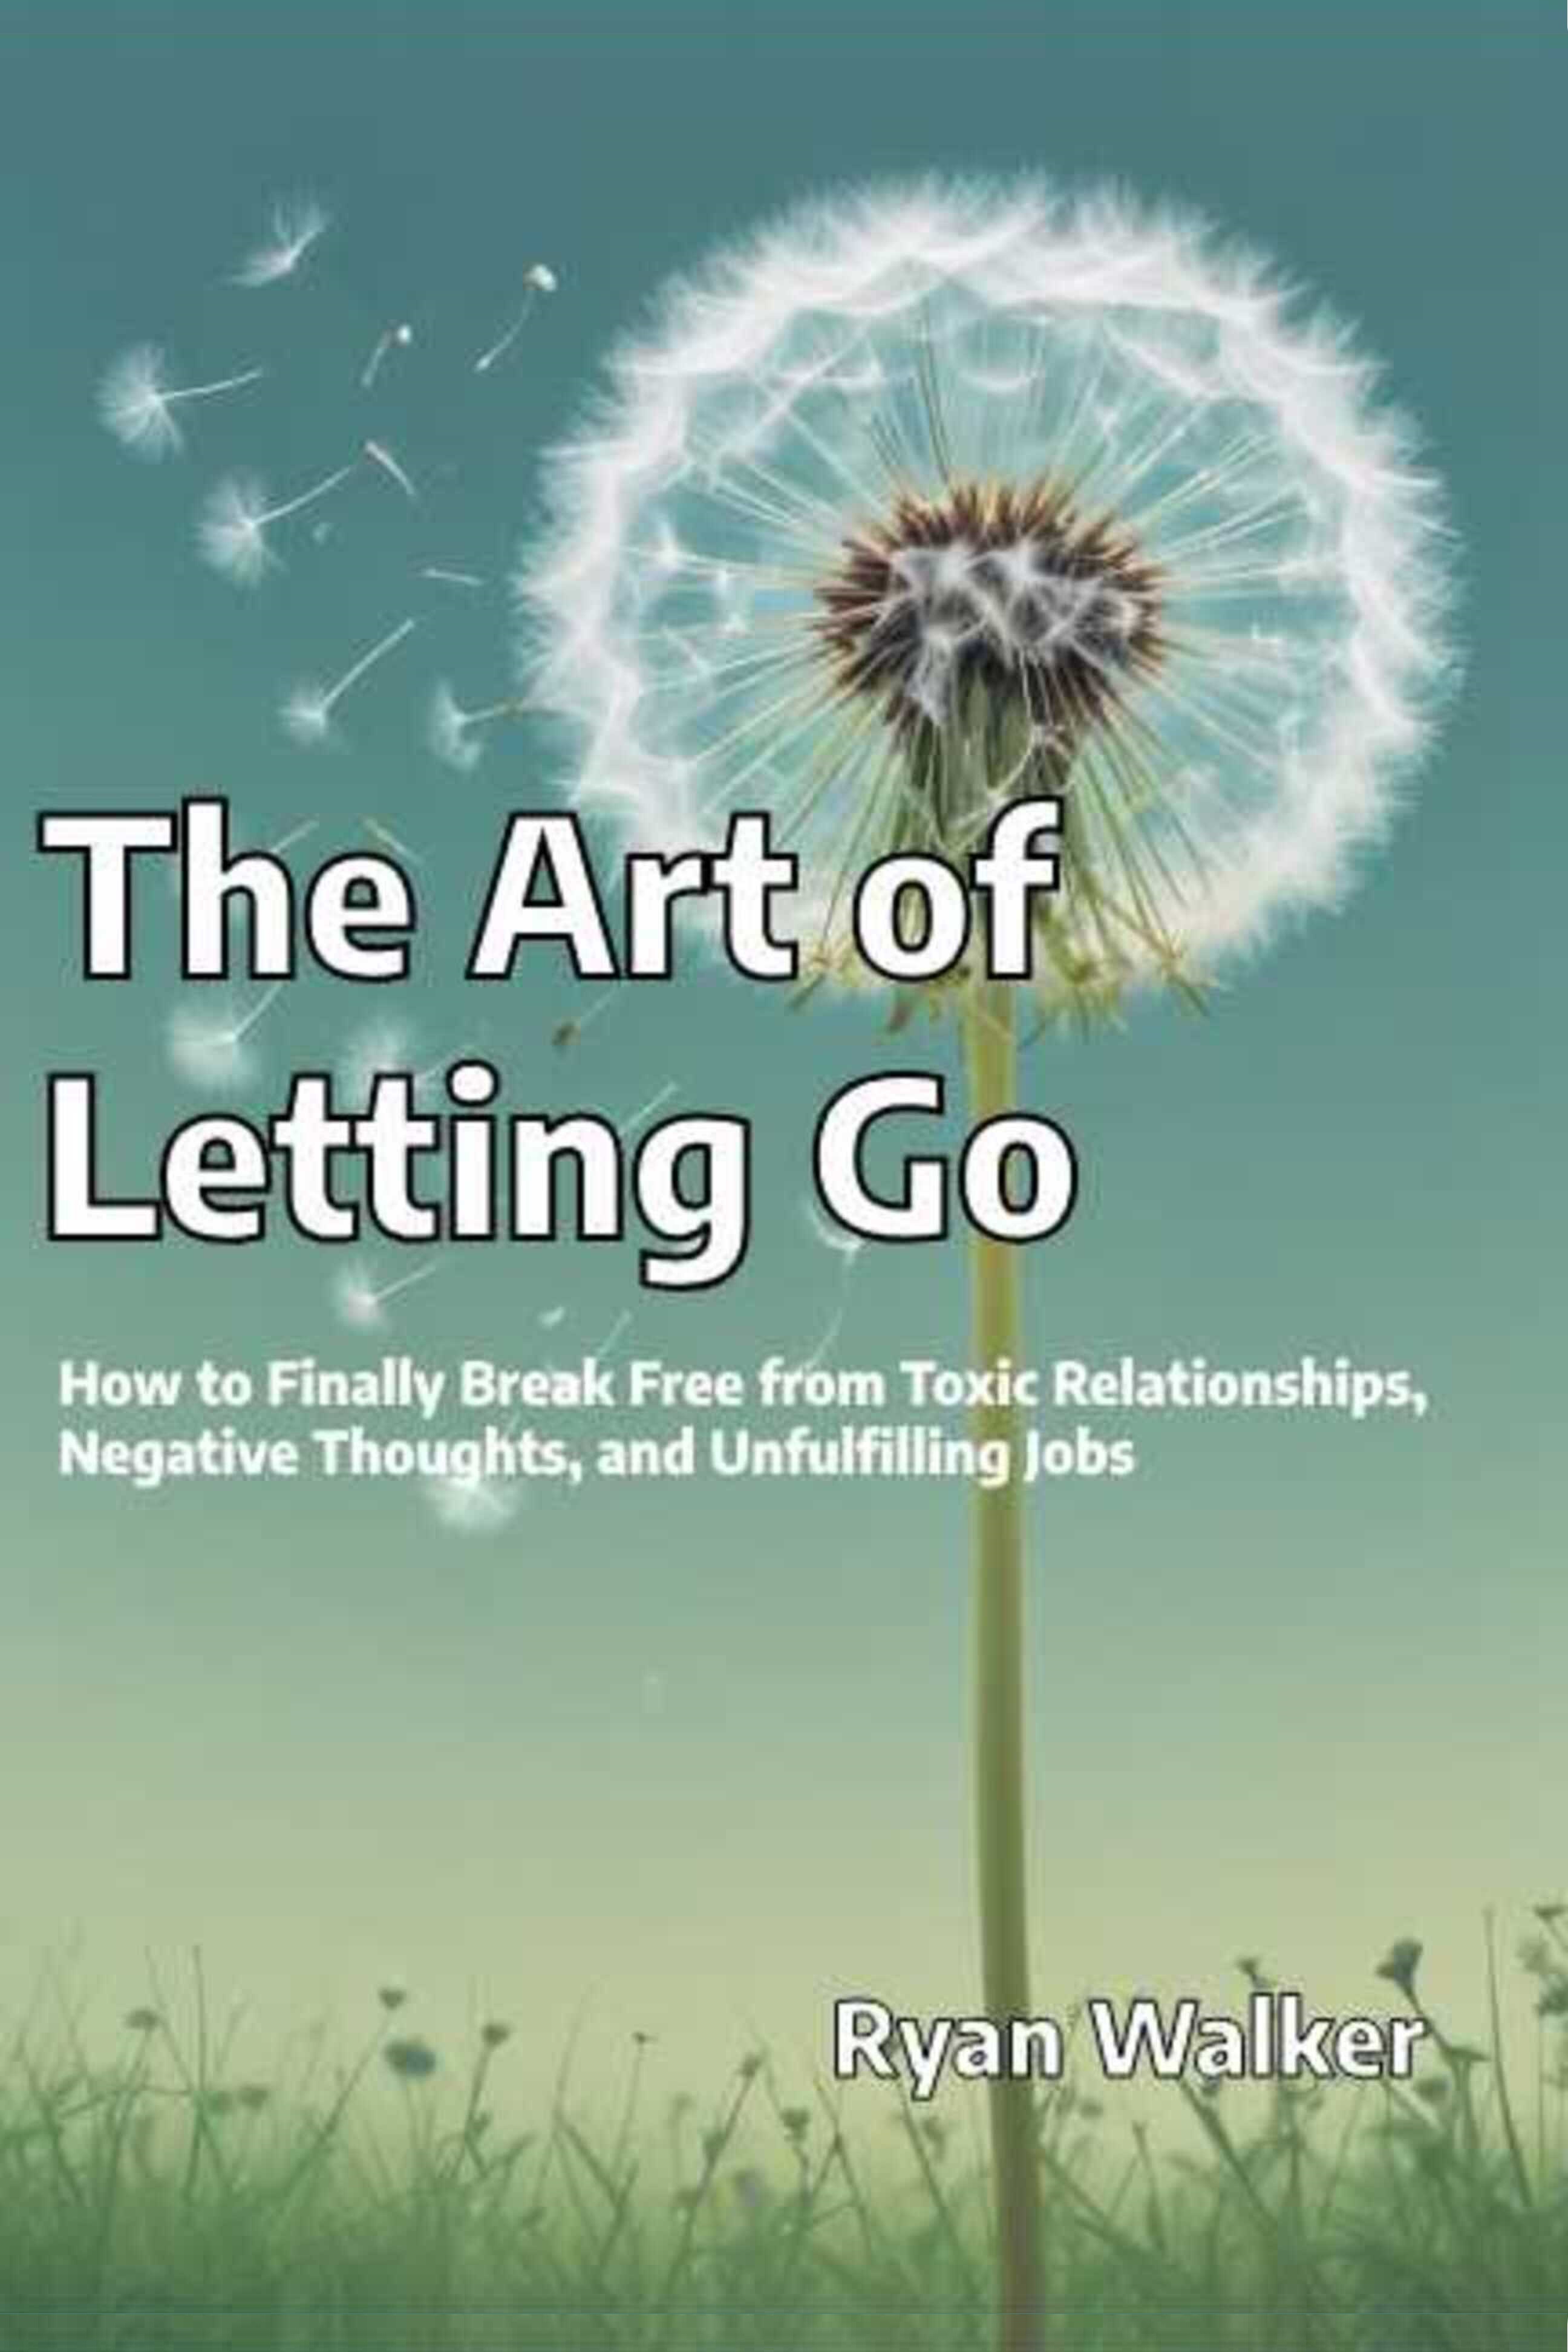 The Art of
Letting Go
How to Finally Break Free from Toxic Relationships,
Negative Thoughts, and Unfulfilling Jobs
Ryan Walker